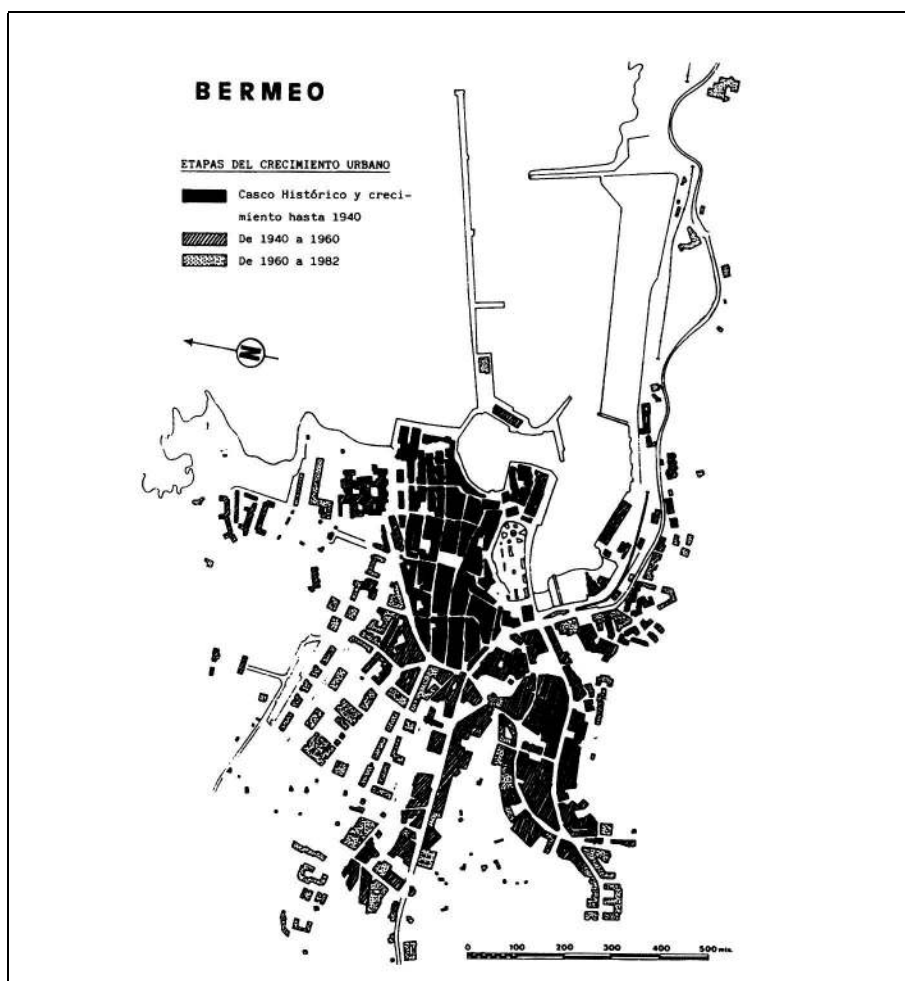 BERMEO
ETAPAS DEL CRECIMIENTO URBANO
Casco Histórico y creci-
miento hasta 1940
De 1940 a 1960
De 1960 a 1982
N
0 100 200 300 400 500 mts.